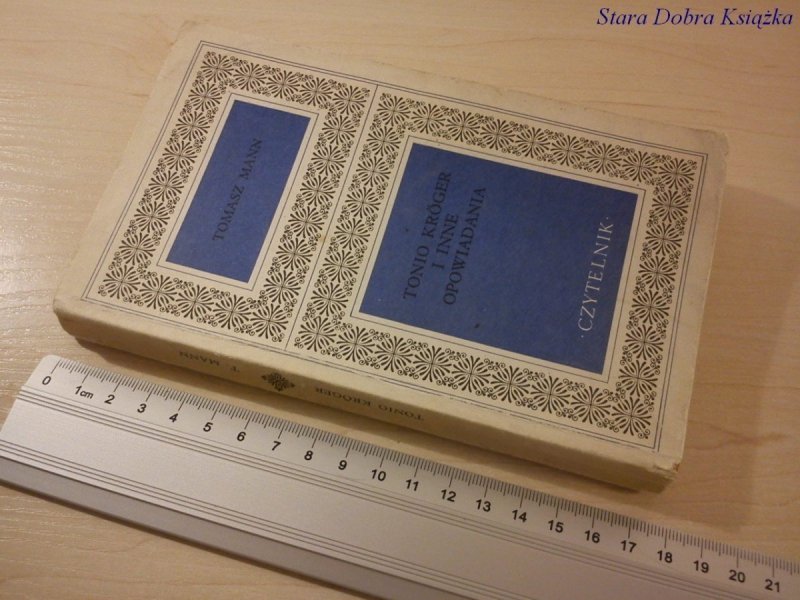 Stara Dobra Książka
TOMASZ MANN
TONIO KRÖGER
I INNE
OPOWIADANIA
· CZYTELNIK ·
T. MANN
TONIO KRÖGER
0 1cm 2 3 4 5 6 7 8 9 10 11 12 13 14 15 16 17 18 19 20 21